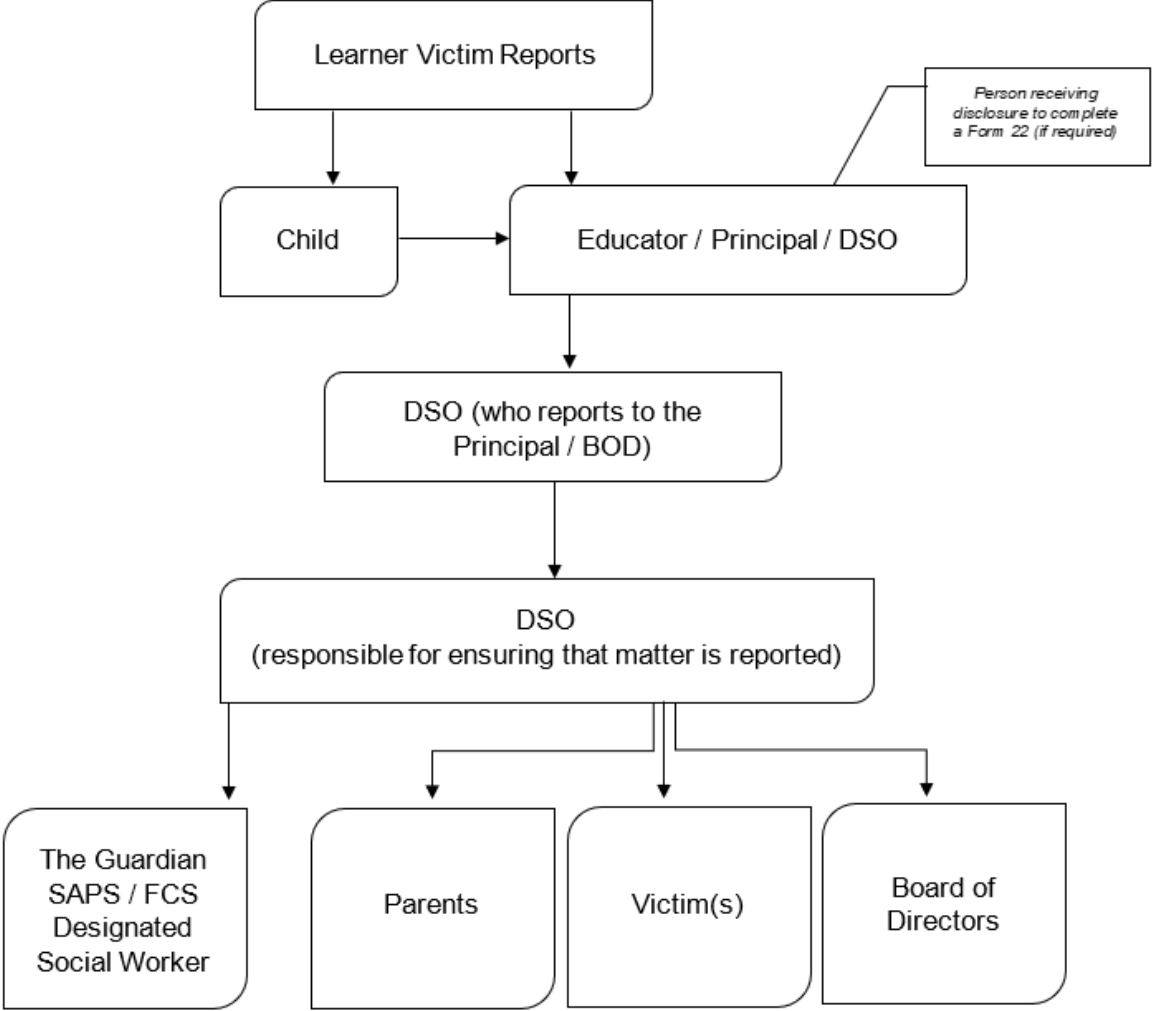 Learner Victim Reports
Person receiving
disclosure to complete
a Form 22 (if required)
Child
Educator / Principal / DSO
DSO (who reports to the
Principal / BOD)
DSO
(responsible for ensuring that matter is reported)
The Guardian
SAPS / FCS
Designated
Social Worker
Parents
Victim(s)
Board of
Directors